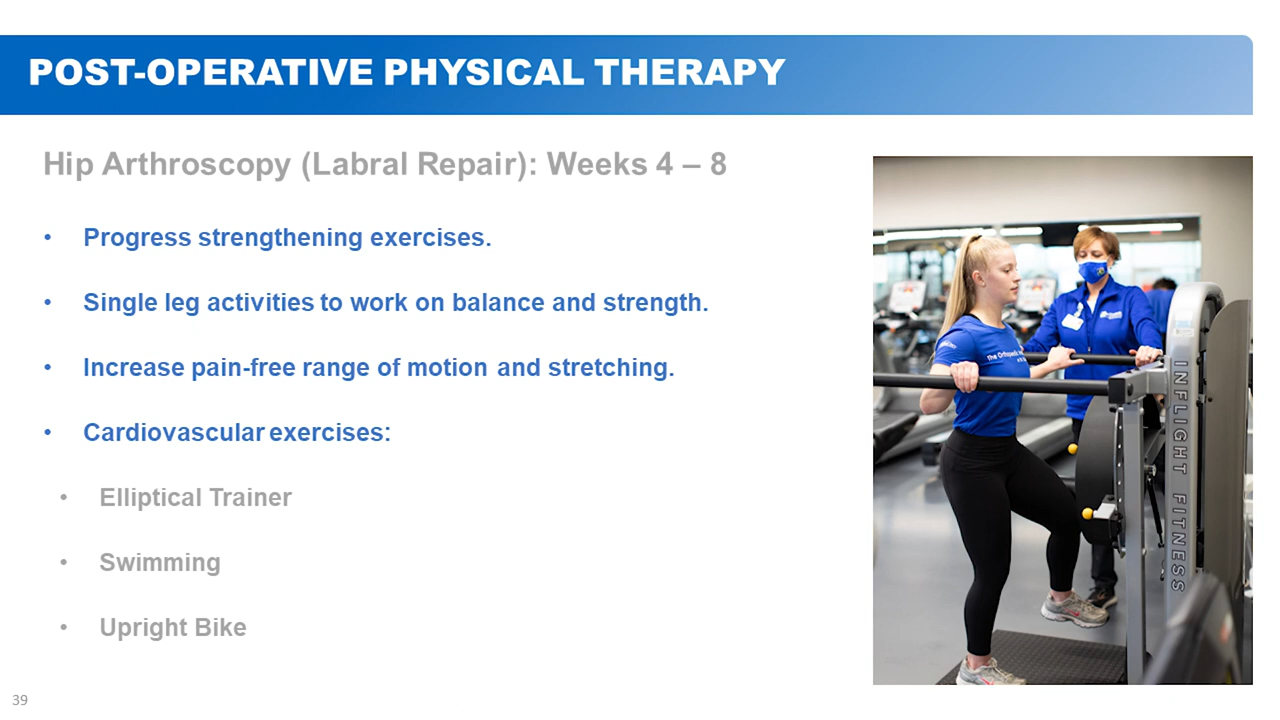 POST-OPERATIVE PHYSICAL THERAPY
Hip Arthroscopy (Labral Repair): Weeks 4 – 8
• Progress strengthening exercises.
• Single leg activities to work on balance and strength.
• Increase pain-free range of motion and stretching.
• Cardiovascular exercises:
• Elliptical Trainer
• Swimming
• Upright Bike
The Orthopaedic
INFLIGHT FITNESS
39